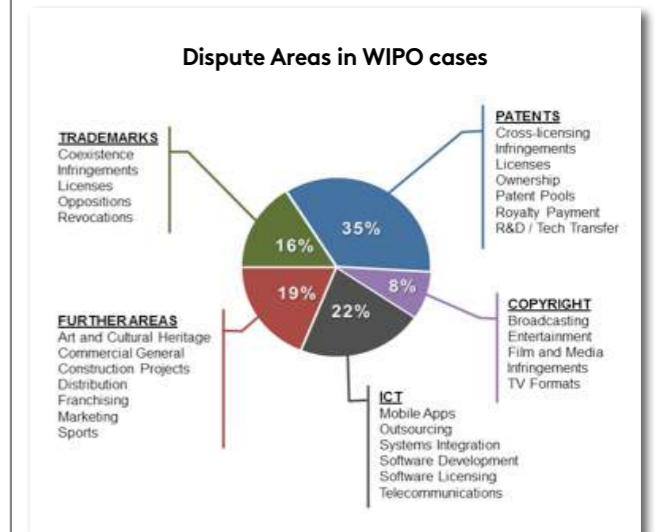 Dispute Areas in WIPO cases
TRADEMARKS
Coexistence
Infringements
Licenses
Oppositions
Revocations
PATENTS
Cross-licensing
Infringements
Licenses
Ownership
Patent Pools
Royalty Payment
R&D / Tech Transfer
35%
16%
8%
19%
22%
FURTHERAREAS
Art and Cultural Heritage
Commercial General
Construction Projects
Distribution
Franchising
Marketing
Sports
COPYRIGHT
Broadcasting
Entertainment
Film and Media
Infringements
TV Formats
ICT
Mobile Apps
Outsourcing
Systems Integration
Software Development
Software Licensing
Telecommunications